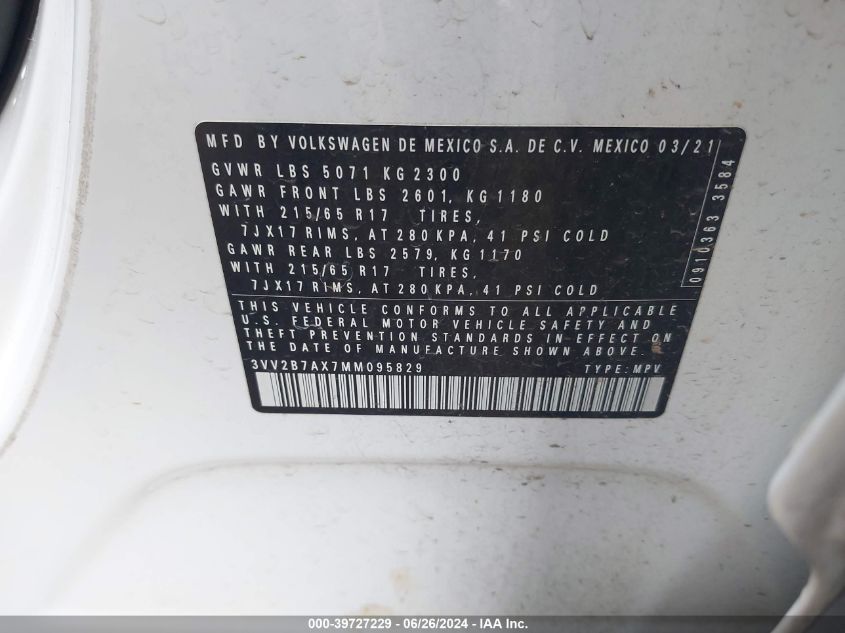 MFD BY VOLKSWAGEN DE MEXICO S.A. DE C.V. MEXICO 03/21
GVWR LBS 5071 KG 2300
GAWR FRONT LBS 2601, KG 1180
WITH 215/65 R17 TIRES,
7JX17 RIMS, AT 280 KPA, 41 PSI COLD
GAWR REAR LBS 2579, KG 1170
WITH 215/65 R17 TIRES,
7JX17 RIMS, AT 280 KPA, 41 PSI COLD
0910363 3584
THIS VEHICLE CONFORMS TO ALL APPLICABLE
U.S. FEDERAL MOTOR VEHICLE SAFETY AND
THEFT PREVENTION STANDARDS IN EFFECT ON
THE DATE OF MANUFACTURE SHOWN ABOVE.
3VV2B7AX7MM095829 TYPE: MPV
000-39727229 - 06/26/2024 - IAA Inc.